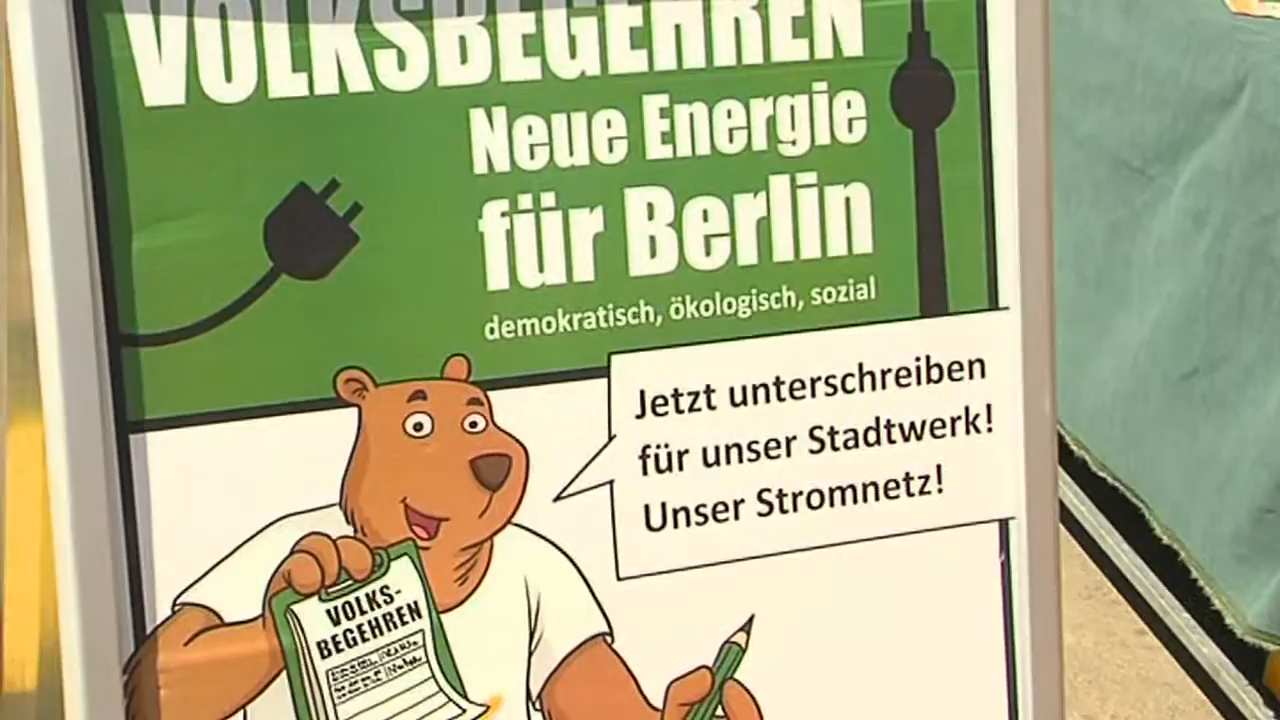 VOLKSBEGEHREN
Neue Energie
für Berlin
demokratisch, ökologisch, sozial
Jetzt unterschreiben
für unser Stadtwerk!
Unser Stromnetz!
VOLKS-
BEGEHREN